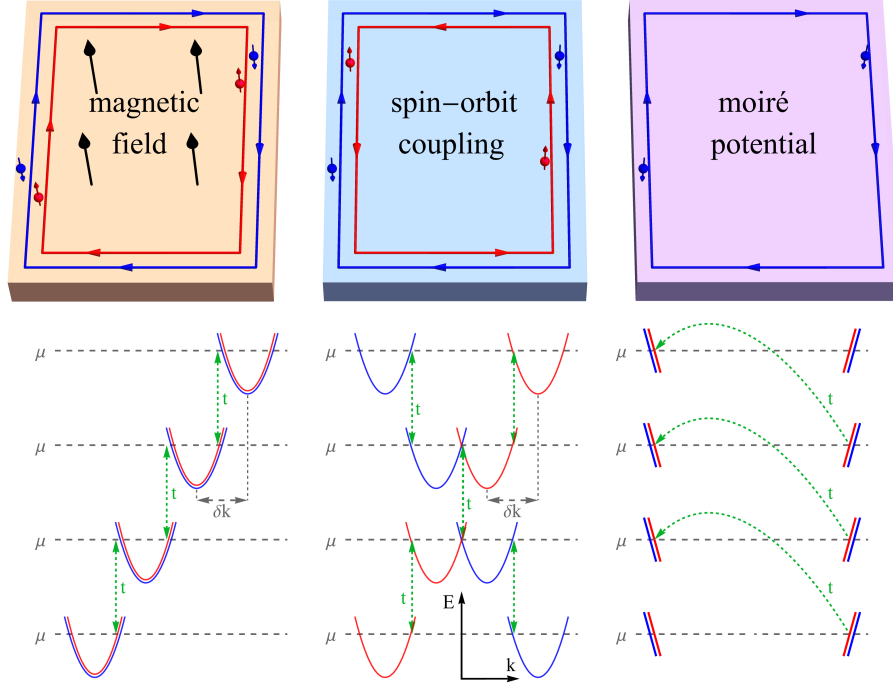 magnetic
field
spin−orbit
coupling
moiré
potential
μ
t
μ
t
δk
μ
t
μ
μ
t
t
μ
t
δk
μ
t
t
E
k
μ
μ
t
μ
t
μ
t
μ